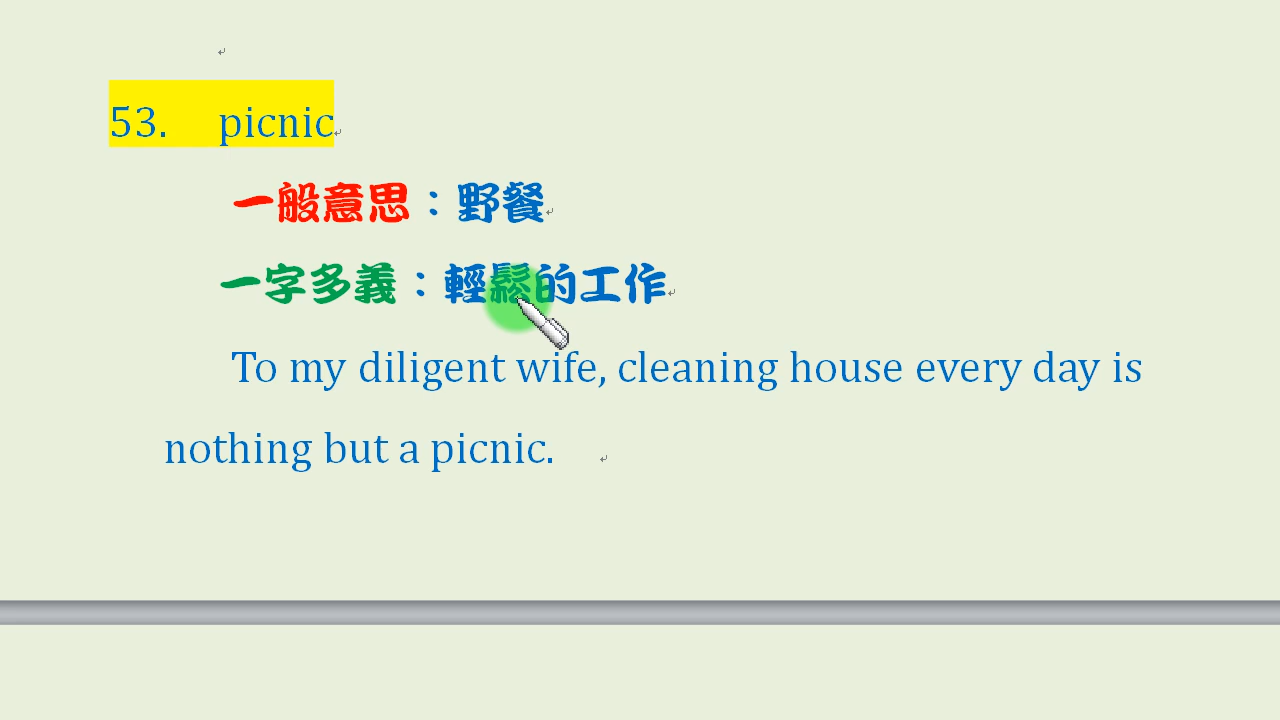 53. picnic
一般意思：野餐
一字多義：輕鬆的工作
To my diligent wife, cleaning house every day is
nothing but a picnic.